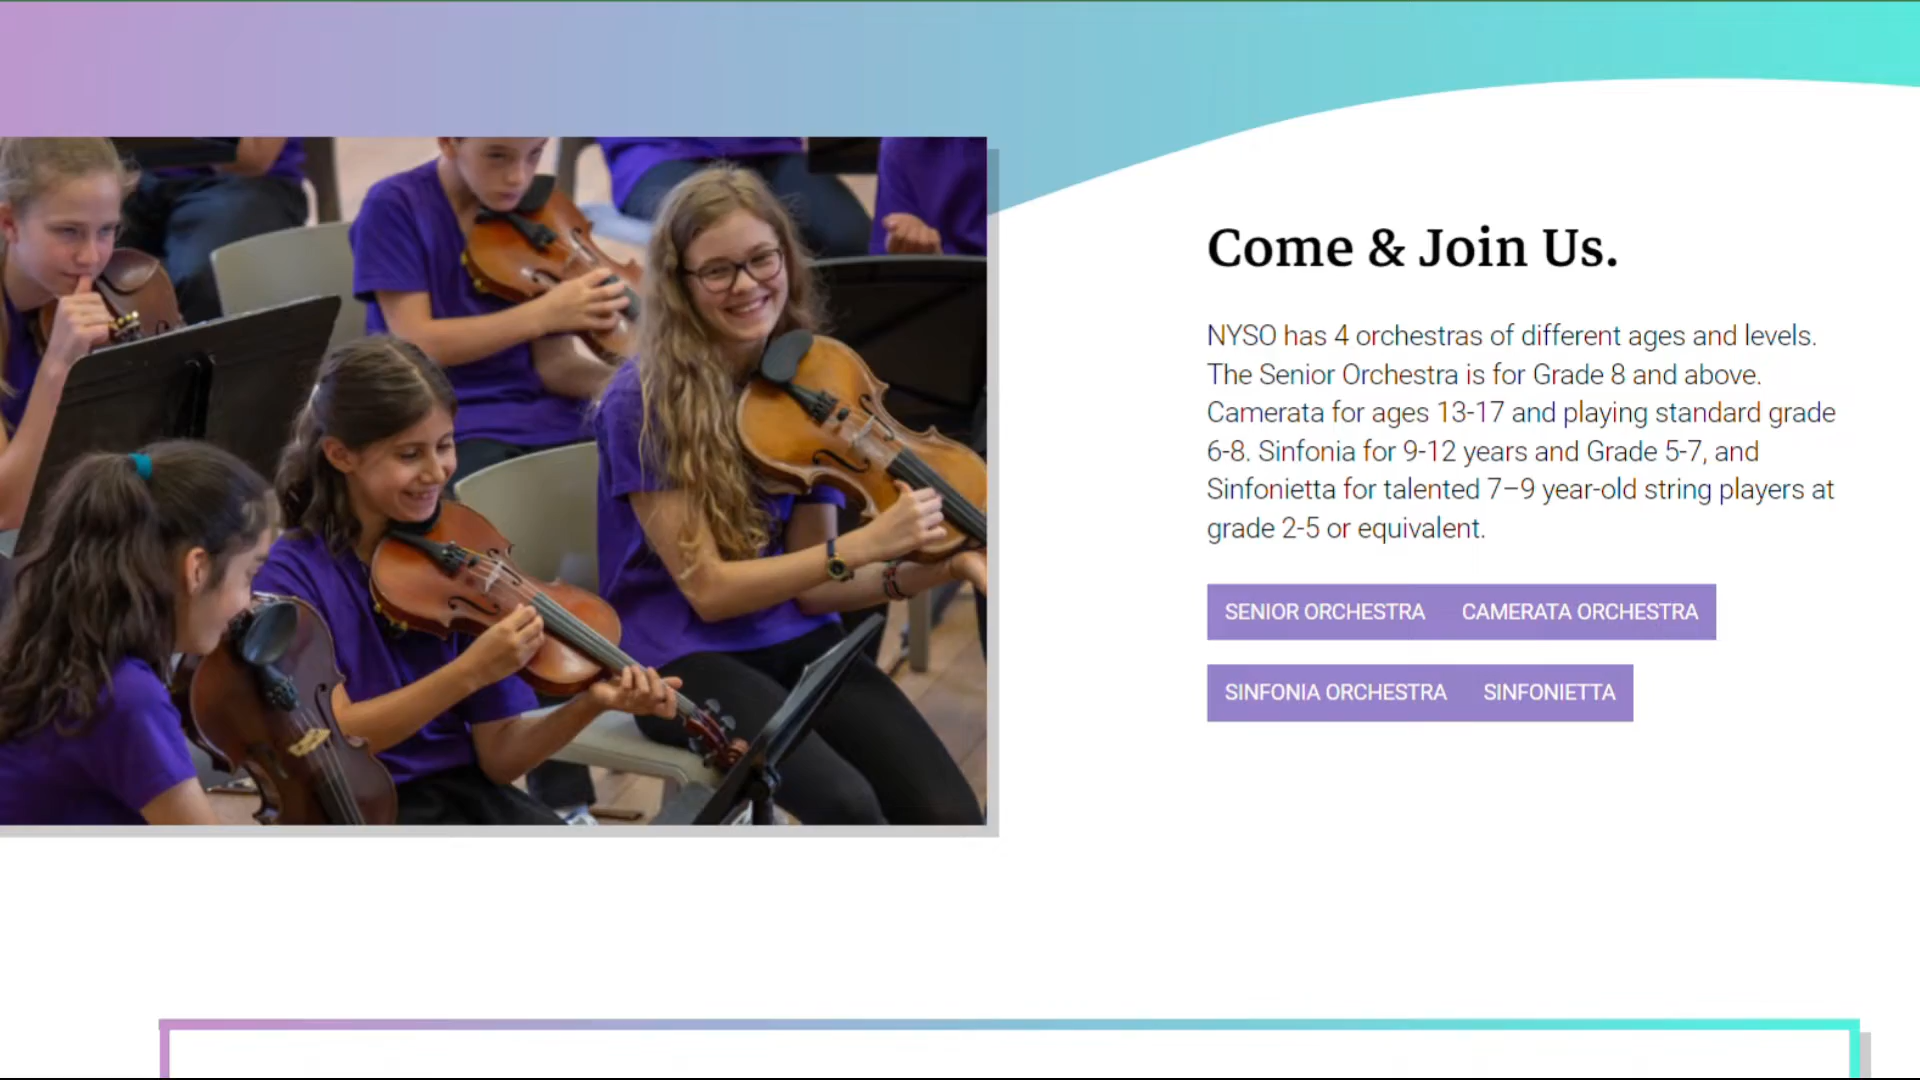 Come & Join Us.
NYSO has 4 orchestras of different ages and levels.
The Senior Orchestra is for Grade 8 and above.
Camerata for ages 13-17 and playing standard grade
6-8. Sinfonia for 9-12 years and Grade 5-7, and
Sinfonietta for talented 7–9 year-old string players at
grade 2-5 or equivalent.
SENIOR ORCHESTRA CAMERATA ORCHESTRA
SINFONIA ORCHESTRA SINFONIETTA